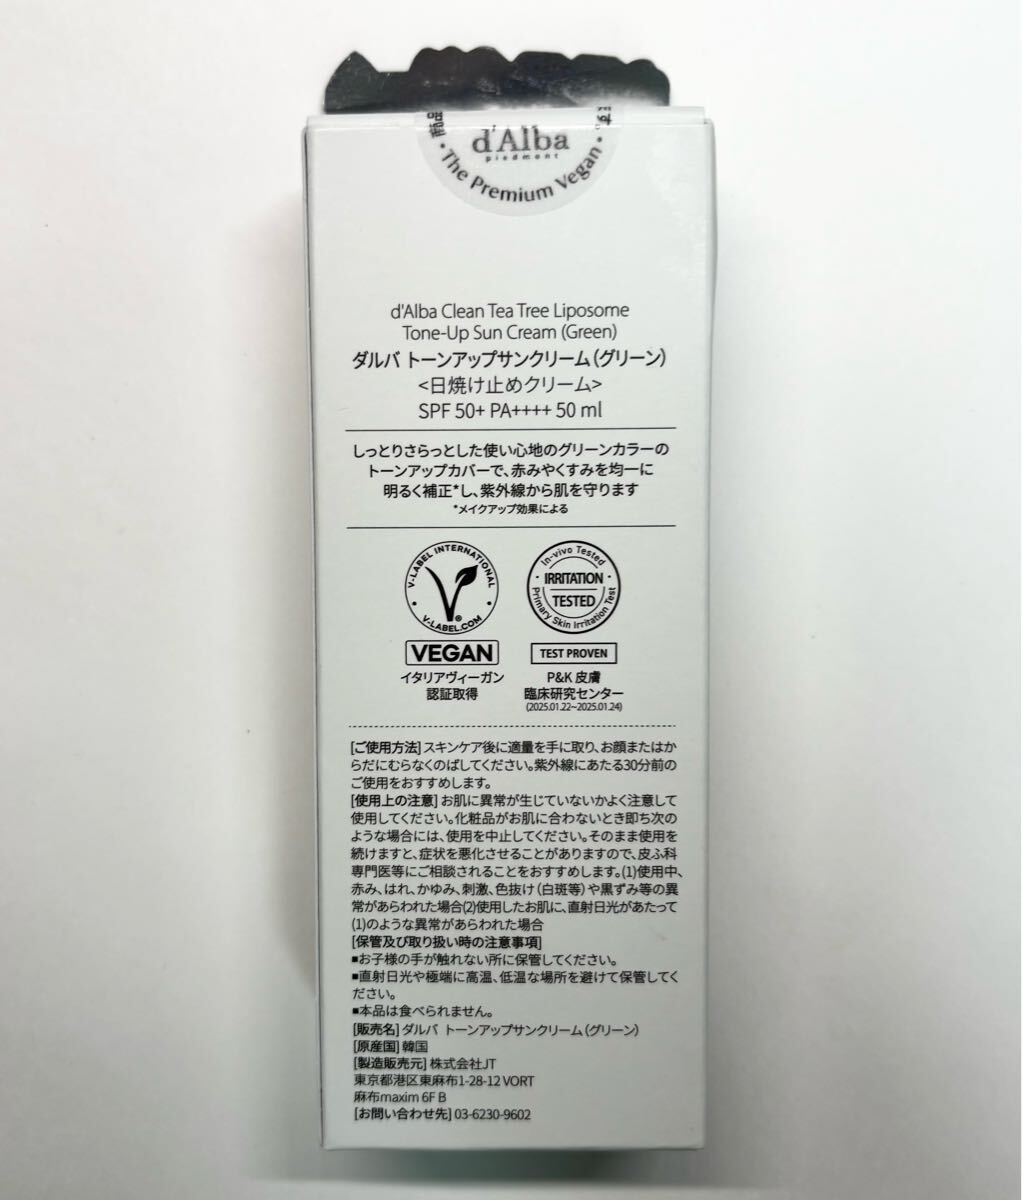 商品
す。
d'Alba
piedmont
The Premium Vegan
d'Alba Clean Tea Tree Liposome
Tone-Up Sun Cream (Green)
ダルバ トーンアップサンクリーム(グリーン)
<日焼け止めクリーム>
SPF 50+ PA++++ 50 ml
しっとりさらっとした使い心地のグリーンカラーの
トーンアップカバーで、赤みやくすみを均一に
明るく補正*し、紫外線から肌を守ります
*メイクアップ効果による
V-LABEL INTERNATIONAL
V-LABEL.COM
VEGAN
イタリアヴィーガン
認証取得
In-vivo Tested
IRRITATION
TESTED
Primary Skin Irritation Test
TEST PROVEN
P&K 皮膚
臨床研究センター
(2025.01.22~2025.01.24)
[ご使用方法] スキンケア後に適量を手に取り、お顔またはか
らだにむらなくのばしてください。紫外線にあたる30分前の
ご使用をおすすめします。
[使用上の注意] お肌に異常が生じていないかよく注意して
使用してください。化粧品がお肌に合わないとき即ち次の
ような場合には、使用を中止してください。そのまま使用を
続けますと、症状を悪化させることがありますので、皮ふ科
専門医等にご相談されることをおすすめします。(1)使用中、
赤み、はれ、かゆみ、刺激、色抜け(白斑等)や黒ずみ等の異
常があらわれた場合(2)使用したお肌に、直射日光があたって
(1)のような異常があらわれた場合
[保管及び取り扱い時の注意事項]
■お子様の手が触れない所に保管してください。
■直射日光や極端に高温、低温な場所を避けて保管してく
ださい。
■本品は食べられません。
[販売名] ダルバ トーンアップサンクリーム(グリーン)
[原産国] 韓国
[製造販売元] 株式会社JT
東京都港区東麻布1-28-12 VORT
麻布maxim 6F B
[お問い合わせ先] 03-6230-9602